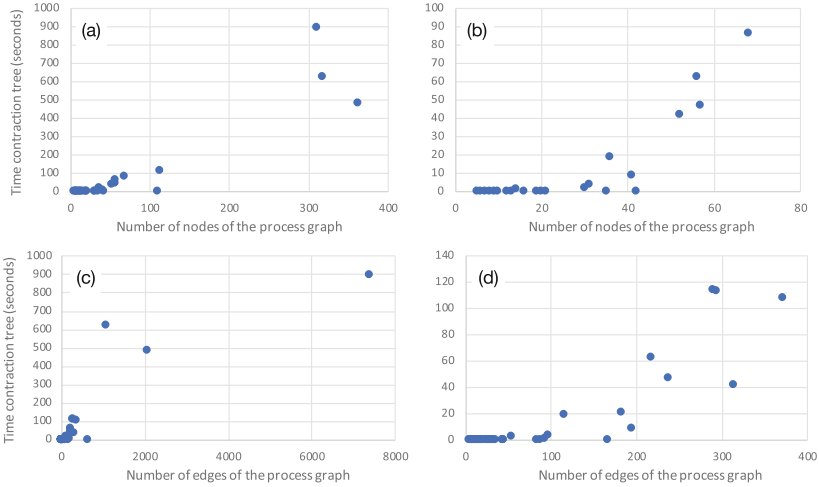 Time contraction tree (seconds)
1000
900
800
700
600
500
400
300
200
100
0
(a)
0 100 200 300 400
Number of nodes of the process graph
100
90
80
70
60
50
40
30
20
10
0
(b)
0 20 40 60 80
Number of nodes of the process graph
Time contraction tree (seconds)
1000
900
800
700
600
500
400
300
200
100
0
(c)
0 2000 4000 6000 8000
Number of edges of the process graph
140
120
100
80
60
40
20
0
(d)
0 100 200 300 400
Number of edges of the process graph